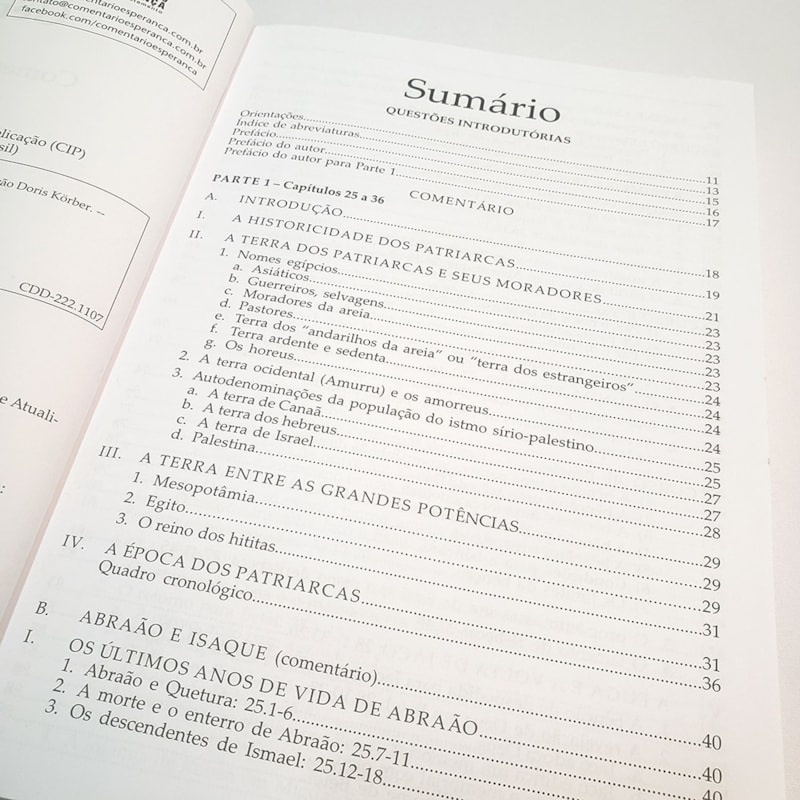 contato@comentarioesperanca.com.br
facebook.com/comentarioesperanca
blicação (CIP)
sil)
ção Doris Körber. --
CDD-222.1107
e Atuali-
Sumário
QUESTÕES INTRODUTÓRIAS
Orientações 11
Índice de abreviaturas 13
Prefácio 15
Prefácio do autor 16
Prefácio do autor para Parte 1 17
COMENTÁRIO
PARTE 1 – Capítulos 25 a 36
A. INTRODUÇÃO 18
I. A HISTORICIDADE DOS PATRIARCAS 19
II. A TERRA DOS PATRIARCAS E SEUS MORADORES 21
1. Nomes egípcios 23
a. Asiáticos 23
b. Guerreiros, selvagens 23
c. Moradores da areia 23
d. Pastores 23
e. Terra dos “andarilhos da areia” ou “terra dos estrangeiros” 24
f. Terra ardente e sedenta 24
g. Os horeus 24
2. A terra ocidental (Amurru) e os amorreus 24
3. Autodenominações da população do istmo sírio-palestino 25
a. A terra de Canaã 25
b. A terra dos hebreus 27
c. A terra de Israel 27
d. Palestina 28
III. A TERRA ENTRE AS GRANDES POTÊNCIAS 29
1. Mesopotâmia 29
2. Egito 29
3. O reino dos hititas 31
IV. A ÉPOCA DOS PATRIARCAS 31
Quadro cronológico 36
B. ABRAÃO E ISAQUE (comentário) 40
I. OS ÚLTIMOS ANOS DE VIDA DE ABRAÃO 40
1. Abraão e Quetura: 25.1-6 40
2. A morte e o enterro de Abraão: 25.7-11
3. Os descendentes de Ismael: 25.12-18